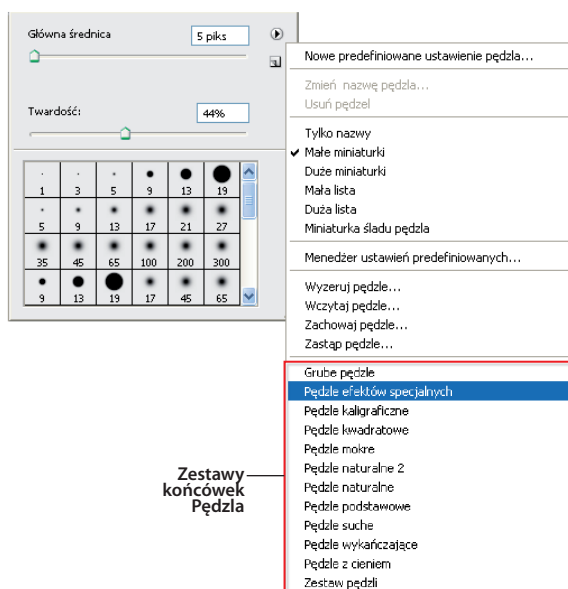 Główna średnica
5 piks
Twardość:
44%
1 3 5 9 13 19
5 9 13 17 21 27
35 45 65 100 200 300
9 13 19 17 45 65
Nowe predefiniowane ustawienie pędzla...
Zmień nazwę pędzla...
Usuń pędzel
Tylko nazwy
Małe miniaturki
Duże miniaturki
Mała lista
Duża lista
Miniaturka śladu pędzla
Menedżer ustawień predefiniowanych...
Wyzeruj pędzle...
Wczytaj pędzle...
Zachowaj pędzle...
Zastąp pędzle...
Grube pędzle
Pędzle efektów specjalnych
Pędzle kaligraficzne
Pędzle kwadratowe
Pędzle mokre
Pędzle naturalne 2
Pędzle naturalne
Pędzle podstawowe
Pędzle suche
Pędzle wykańczające
Pędzle z cieniem
Zestaw pędzli
Zestawy
końcówek
Pędzla